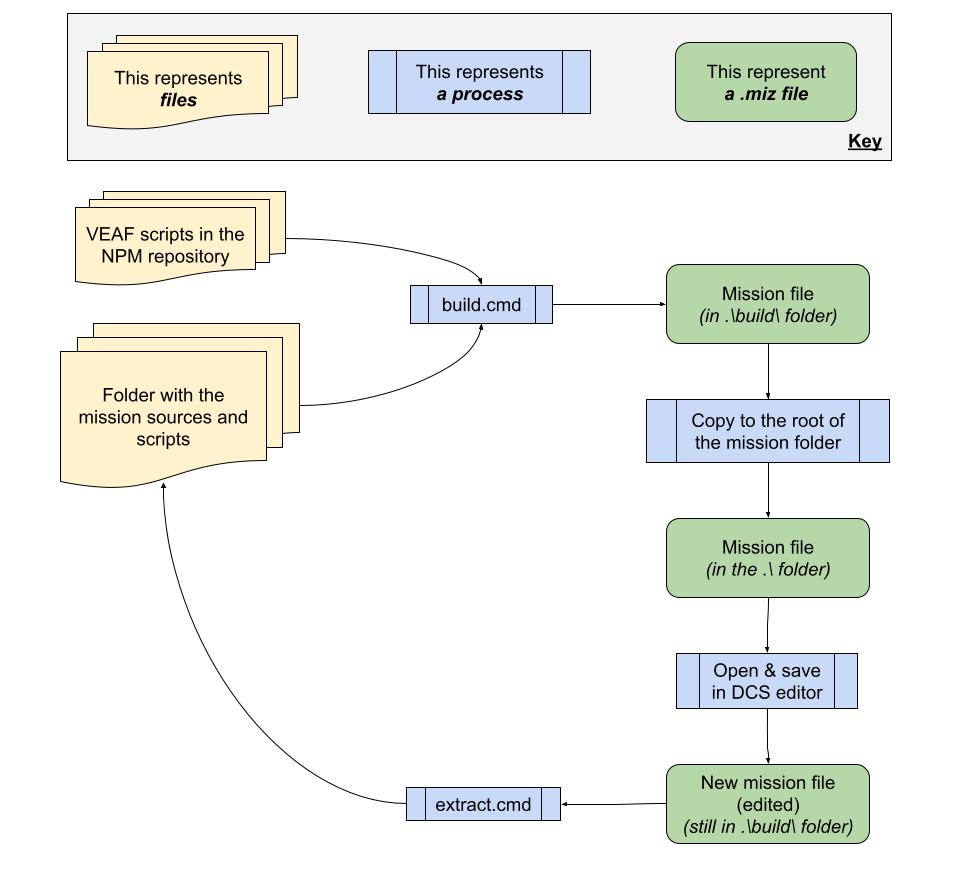 This represents
files
This represents
a process
This represent
a .miz file
Key
VEAF scripts in the
NPM repository
build.cmd
Mission file
(in .\build\ folder)
Folder with the
mission sources and
scripts
Copy to the root of
the mission folder
Mission file
(in the .\ folder)
Open & save
in DCS editor
New mission file
(edited)
(still in .\build\ folder)
extract.cmd